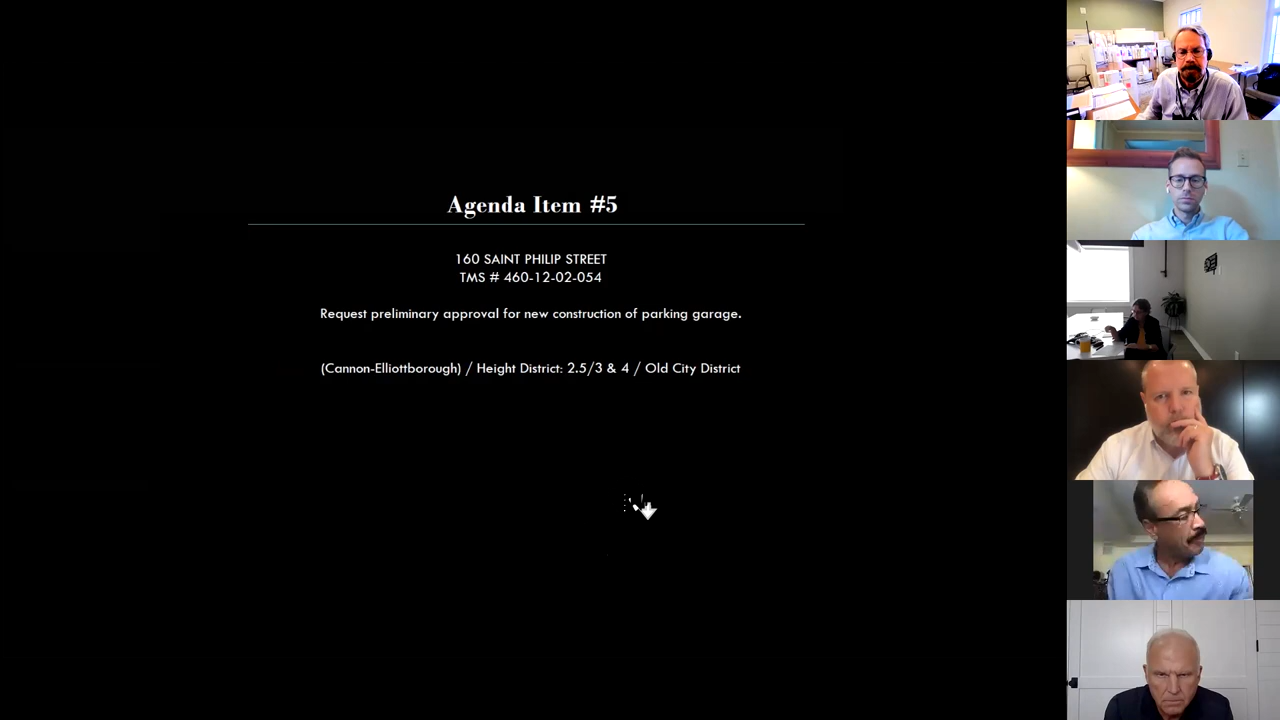 Agenda Item #5
160 SAINT PHILIP STREET
TMS # 460-12-02-054
Request preliminary approval for new construction of parking garage.
(Cannon-Elliottborough) / Height District: 2.5/3 & 4 / Old City District